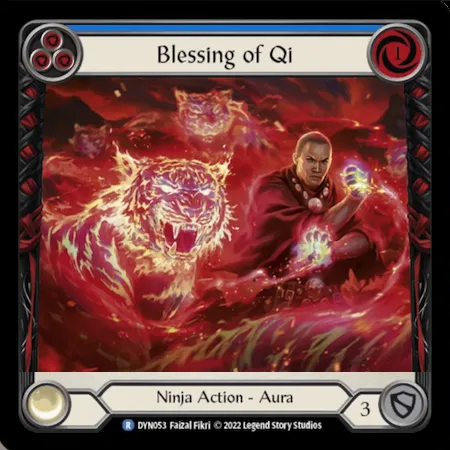 Blessing of Qi
1
Ninja Action - Aura
3
R DYN053 Faizal Fikri © 2022 Legend Story Studios